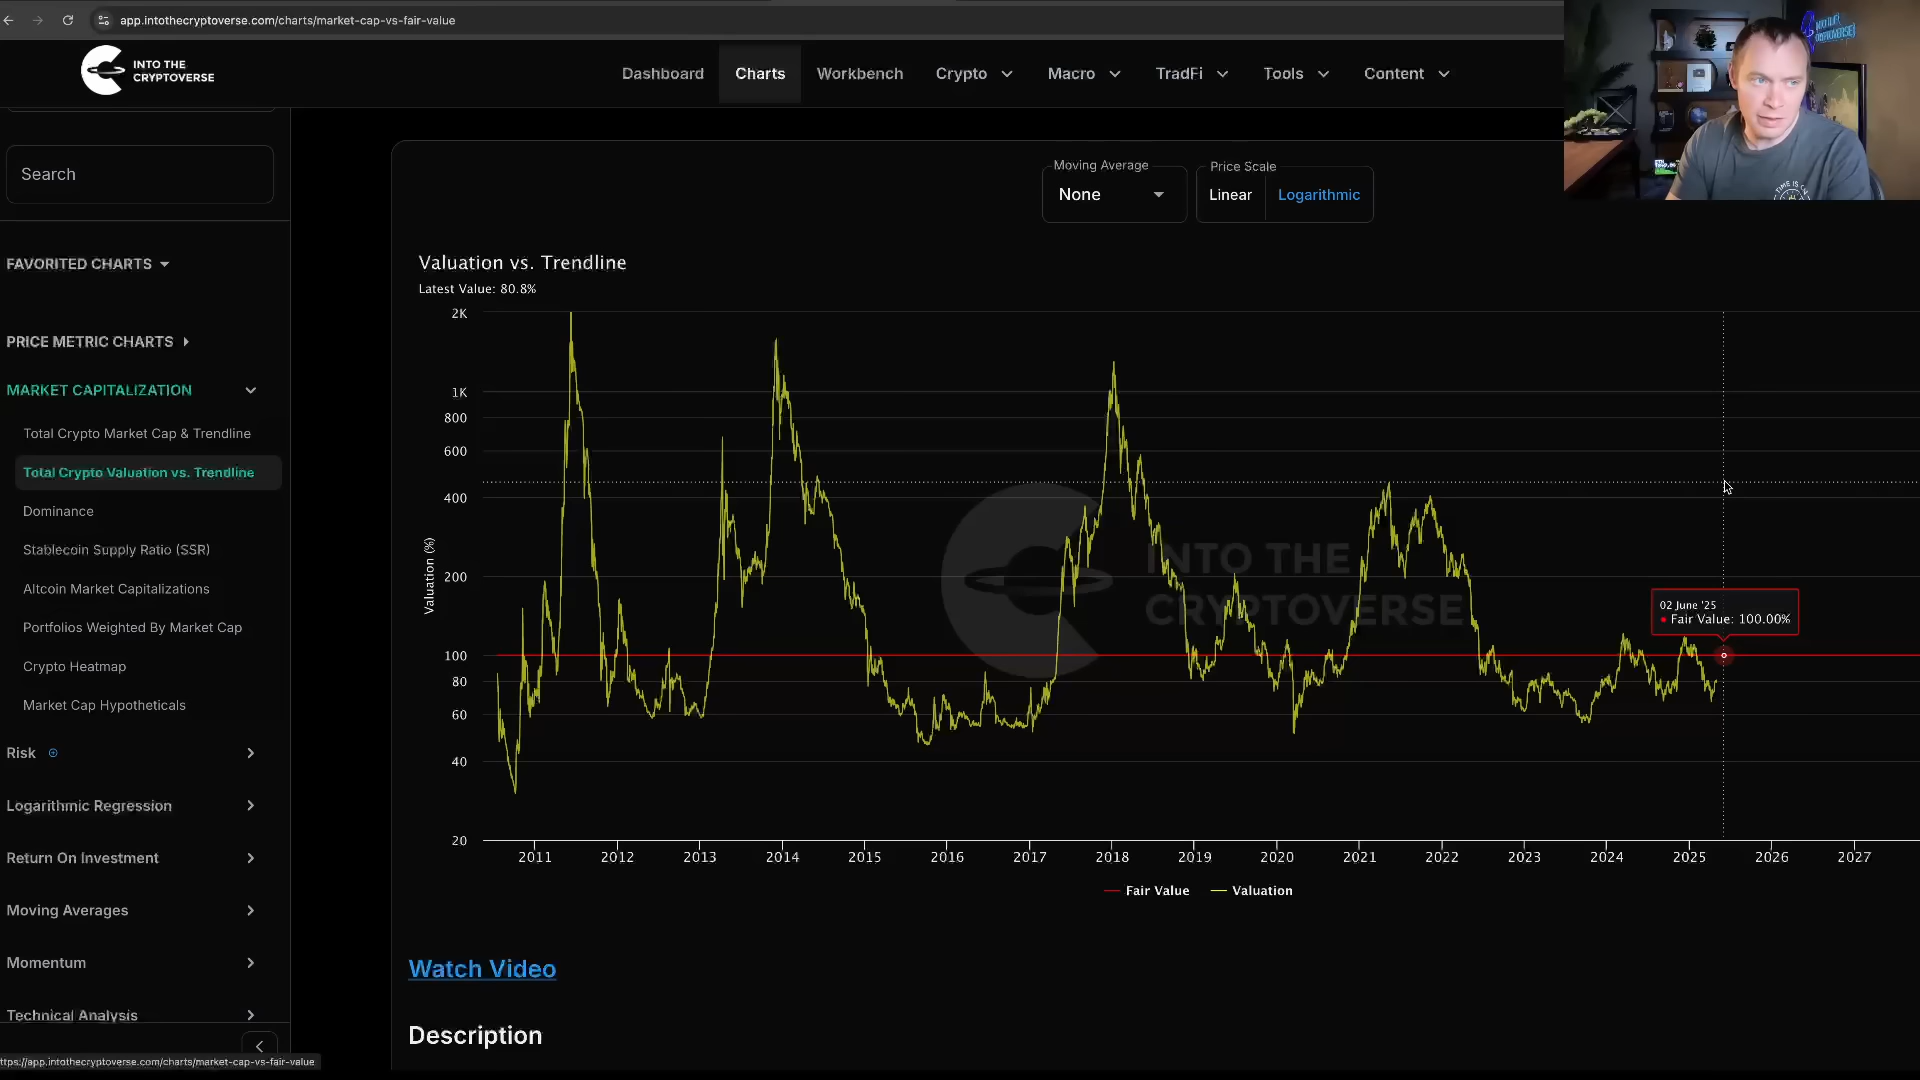 app.intothecryptoverse.com/charts/market-cap-vs-fair-value
INTO THE
CRYPTOVERSE
Dashboard
Charts
Workbench
Crypto
Macro
TradFi
Tools
Content
Search
FAVORITED CHARTS
PRICE METRIC CHARTS
MARKET CAPITALIZATION
Total Crypto Market Cap & Trendline
Total Crypto Valuation vs. Trendline
Dominance
Stablecoin Supply Ratio (SSR)
Altcoin Market Capitalizations
Portfolios Weighted By Market Cap
Crypto Heatmap
Market Cap Hypotheticals
Risk
Logarithmic Regression
Return On Investment
Moving Averages
Momentum
Technical Analysis
ttps://app.intothecryptoverse.com/charts/market-cap-vs-fair-value
Moving Average
None
Price Scale
Linear
Logarithmic
Valuation vs. Trendline
Latest Value: 80.8%
2K
1K
800
600
400
200
100
80
60
40
20
Valuation (%)
INTO THE
CRYPTOVERSE
02 June '25
Fair Value: 100.00%
2011
2012
2013
2014
2015
2016
2017
2018
2019
2020
2021
2022
2023
2024
2025
2026
2027
Fair Value
Valuation
Watch Video
Description